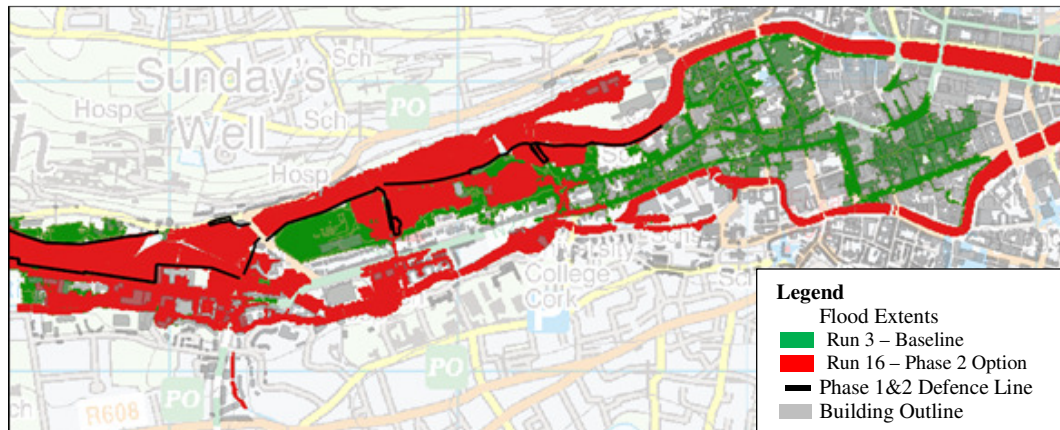 Sch
Sunday's
PO
Hosp
Sch
Well
Hosp
College
Cork
Sch
PO
R608
PO
ch
Legend
Flood Extents
Run 3 – Baseline
Run 16 – Phase 2 Option
Phase 1&2 Defence Line
Building Outline